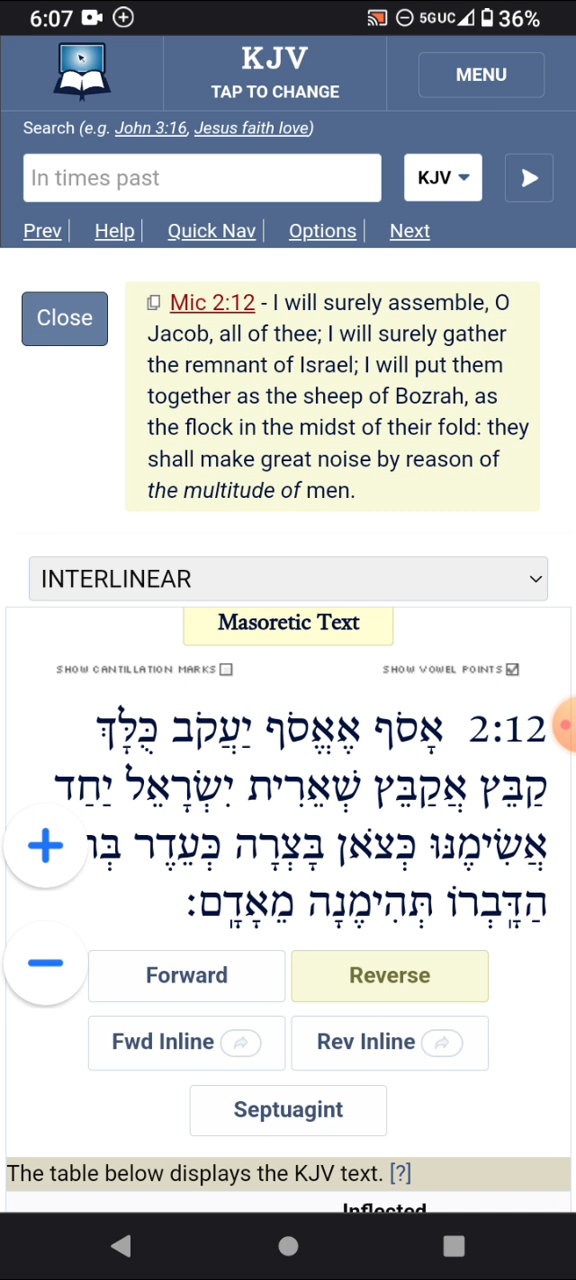 6:07 5GUC 36%
KJV
TAP TO CHANGE
MENU
Search (e.g. John 3:16, Jesus faith love)
In times past
KJV
Prev | Help | Quick Nav | Options | Next
Close
Mic 2:12 - I will surely assemble, O
Jacob, all of thee; I will surely gather
the remnant of Israel; I will put them
together as the sheep of Bozrah, as
the flock in the midst of their fold: they
shall make great noise by reason of
the multitude of men.
INTERLINEAR
Masoretic Text
SHOW CANTILLATION MARKS SHOW VOWEL POINTS
2:12 אָסֹף אֶאֱסֹף יַעֲקֹב כֻּלָּךְ
קַבֵּץ אֲקַבֵּץ שְׁאֵרִית יִשְׂרָאֵל יַחַד
אֲשִׂימֶנּוּ כְּצֹאן בָּצְרָה כְּעֵדֶר
הַדָּֽבְרוֹ תְּהִימֶנָה מֵאָדָֽם׃
Forward
Reverse
Fwd Inline
Rev Inline
Septuagint
The table below displays the KJV text. [?]
Inflected